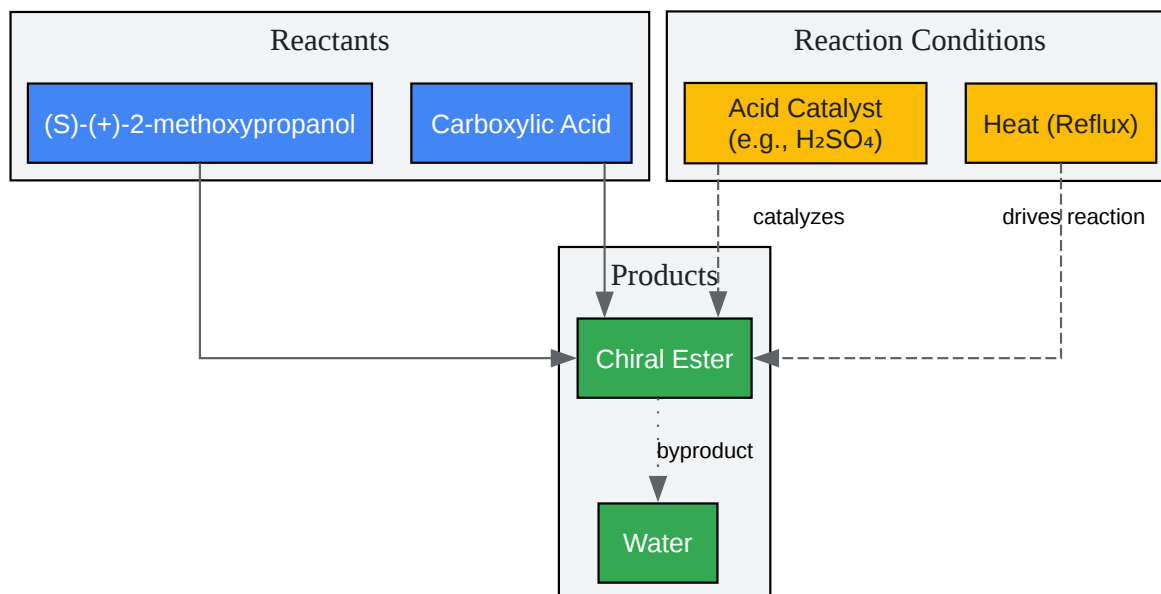 Reactants
Reaction Conditions
(S)-(+)-2-methoxypropanol
Carboxylic Acid
Acid Catalyst
(e.g., H₂SO₄)
Heat (Reflux)
catalyzes
drives reaction
Products
Chiral Ester
byproduct
Water